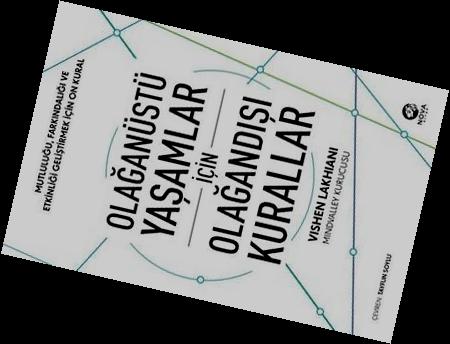 MUTLULUĞU, FARKINDALIĞI VE
ETKİNLİĞİ GELİŞTİRMEK İÇİN ON KURAL
OLAĞANÜSTÜ
YAŞAMLAR
İÇİN
OLAĞANDIŞI
KURALLAR
VISHEN LAKHIANI
MINDVALLEY KURUCUSU
ÇEVİREN: TAYFUN SOYLU
NOVA